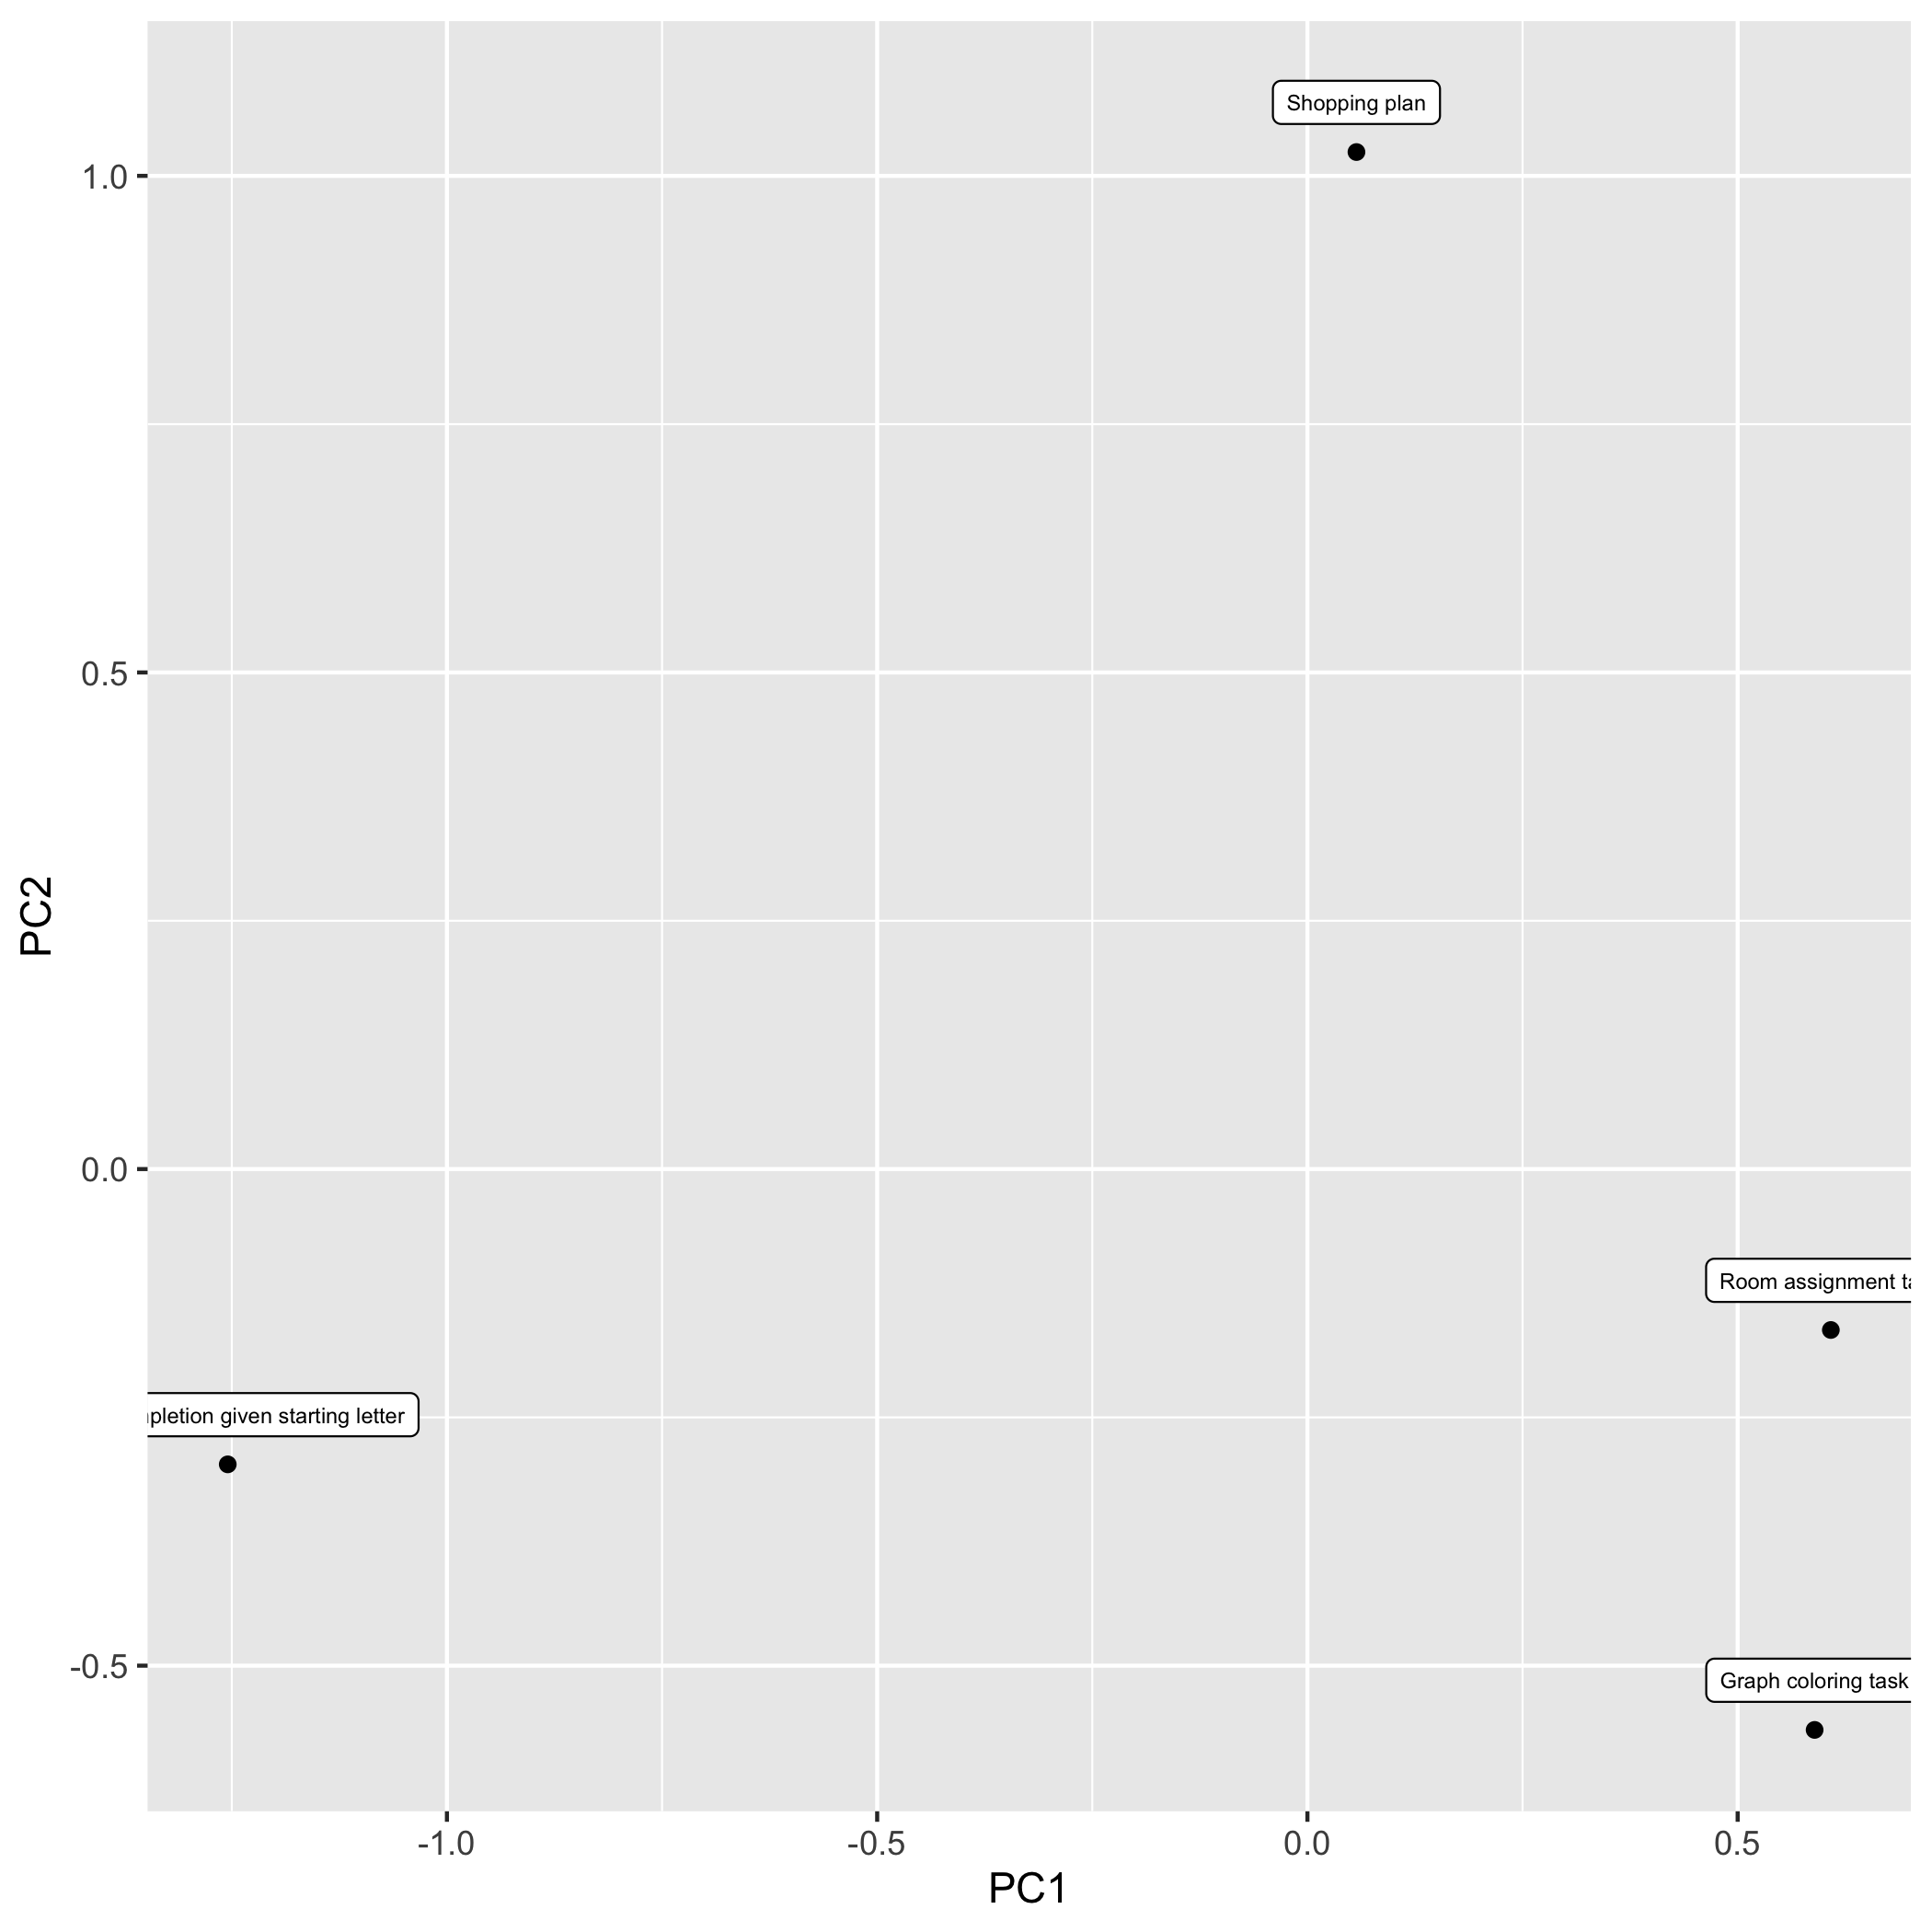 Shopping plan
1.0
0.5
PC2
0.0
Room assignment
pletion given starting letter
-0.5
Graph coloring task
-1.0
-0.5
0.0
0.5
PC1